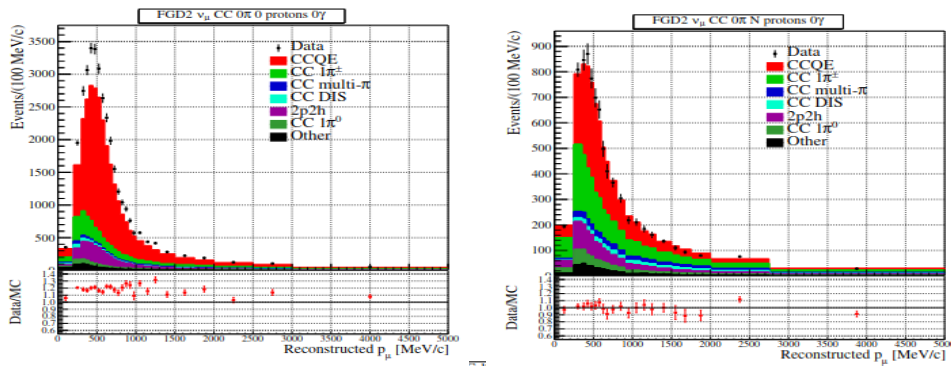 FGD2 νμ CC 0π 0 protons 0γ
Events/(100 MeV/c)
3500
3000
2500
2000
1500
1000
500
0
Data
CCQE
CC 1π±
CC multi-π
CC DIS
2p2h
CC 1π0
Other
Data/MC
1.4
1.3
1.2
1.1
1.0
0.9
0.8
0.7
0.6
0 500 1000 1500 2000 2500 3000 3500 4000 4500 5000
Reconstructed pμ [MeV/c]
FGD2 νμ CC 0π N protons 0γ
Events/(100 MeV/c)
900
800
700
600
500
400
300
200
100
Data
CCQE
CC 1π±
CC multi-π
CC DIS
2p2h
CC 1π0
Other
Data/MC
1.4
1.3
1.2
1.1
1.0
0.9
0.8
0.7
0.6
0 500 1000 1500 2000 2500 3000 3500 4000 4500 5000
Reconstructed pμ [MeV/c]